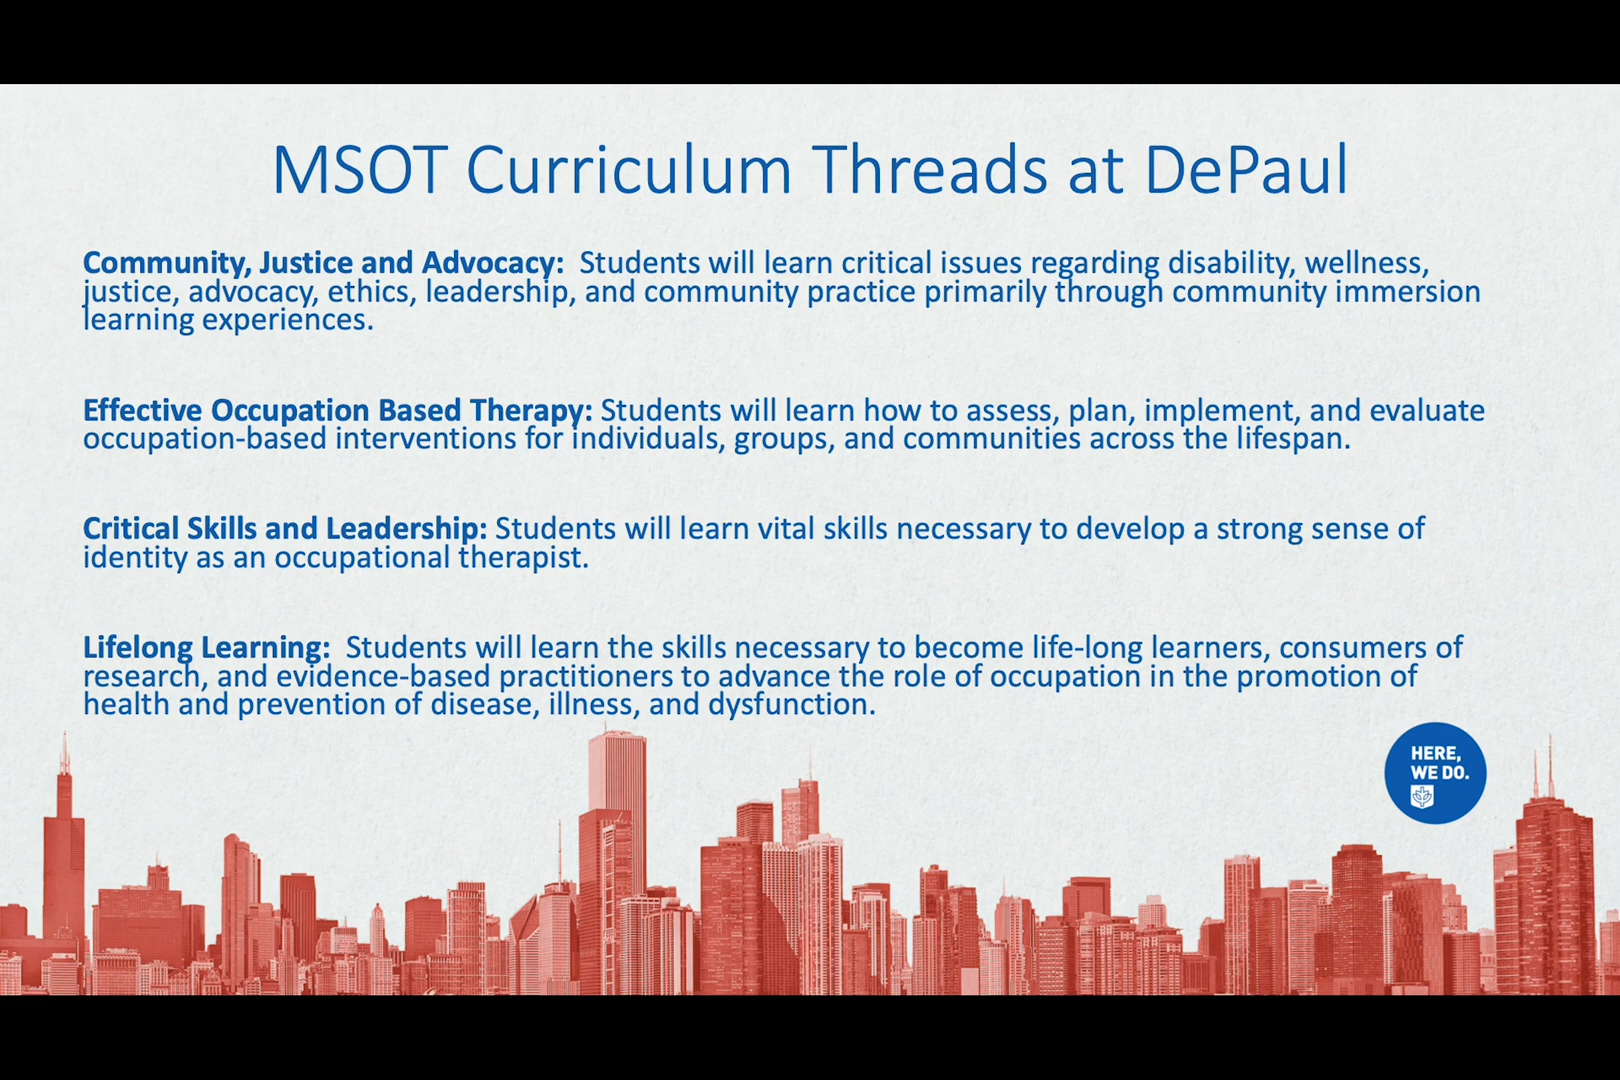 MSOT Curriculum Threads at DePaul
Community, Justice and Advocacy: Students will learn critical issues regarding disability, wellness,
justice, advocacy, ethics, leadership, and community practice primarily through community immersion
learning experiences.
Effective Occupation Based Therapy: Students will learn how to assess, plan, implement, and evaluate
occupation-based interventions for individuals, groups, and communities across the lifespan.
Critical Skills and Leadership: Students will learn vital skills necessary to develop a strong sense of
identity as an occupational therapist.
Lifelong Learning: Students will learn the skills necessary to become life-long learners, consumers of
research, and evidence-based practitioners to advance the role of occupation in the promotion of
health and prevention of disease, illness, and dysfunction.
HERE,
WE DO.